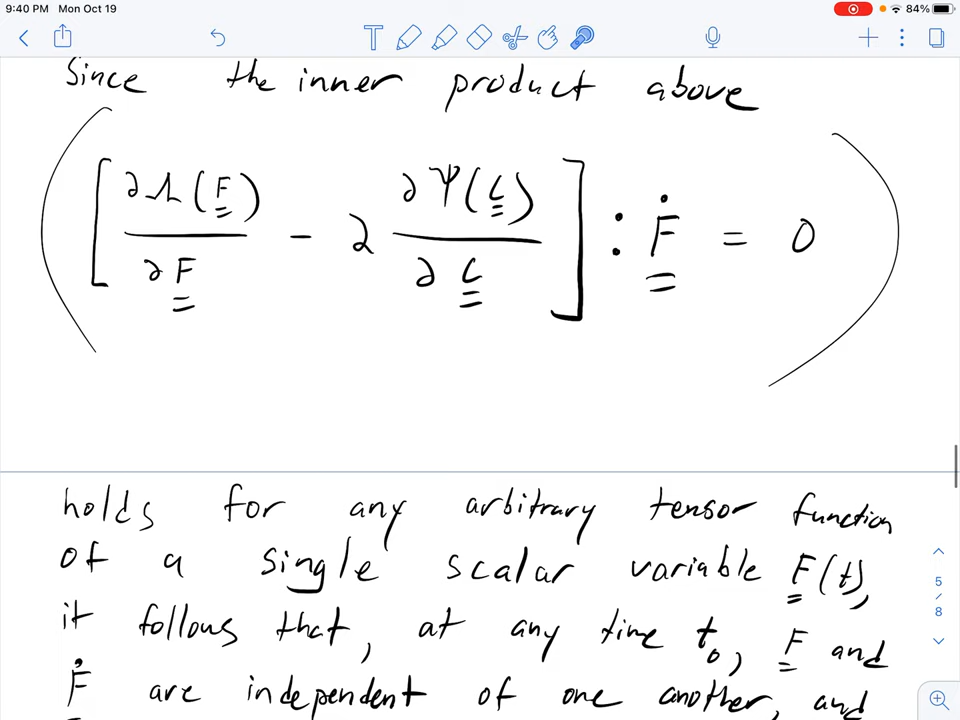 9:40 PM Mon Oct 19
84%
Since the inner product above
( [ ∂Λ(F̳) / ∂F̳ − 2 ∂Ψ(C̳) / ∂C̳ ] : Ḟ̳ = 0 )
holds for any arbitrary tensor function
of a single scalar variable F̳(t),
it follows that, at any time t₀, F̳ and
Ḟ̳ are independent of one another, and
5
/
8